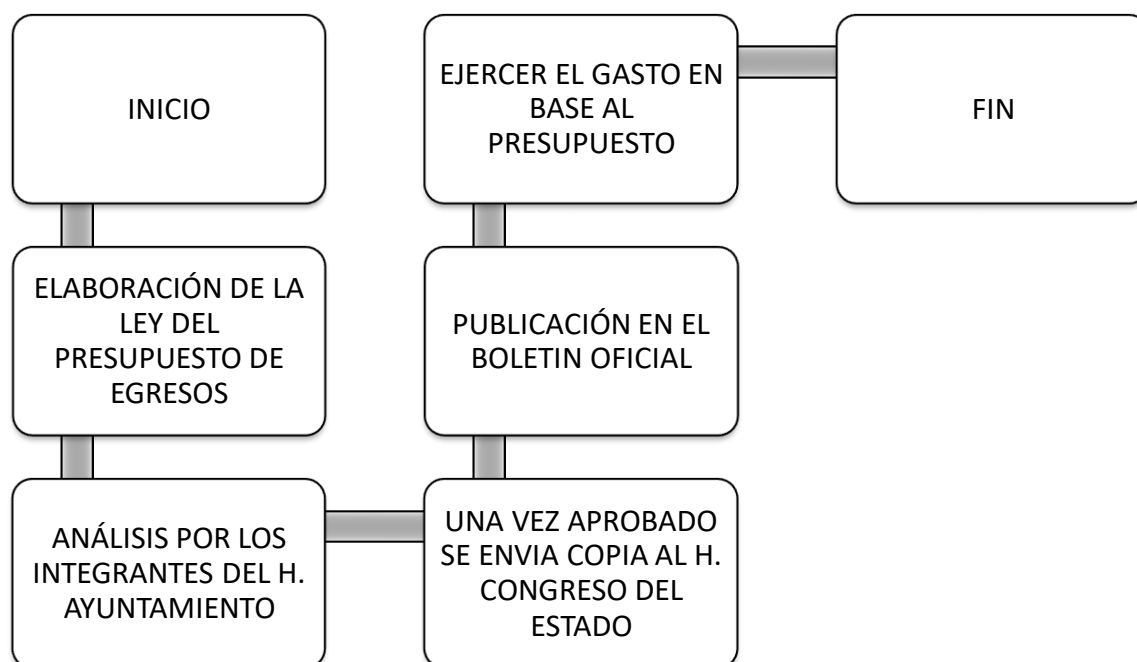 INICIO
ELABORACIÓN DE LA
LEY DEL
PRESUPUESTO DE
EGRESOS
ANÁLISIS POR LOS
INTEGRANTES DEL H.
AYUNTAMIENTO
UNA VEZ APROBADO
SE ENVIA COPIA AL H.
CONGRESO DEL
ESTADO
PUBLICACIÓN EN EL
BOLETIN OFICIAL
EJERCER EL GASTO EN
BASE AL
PRESUPUESTO
FIN